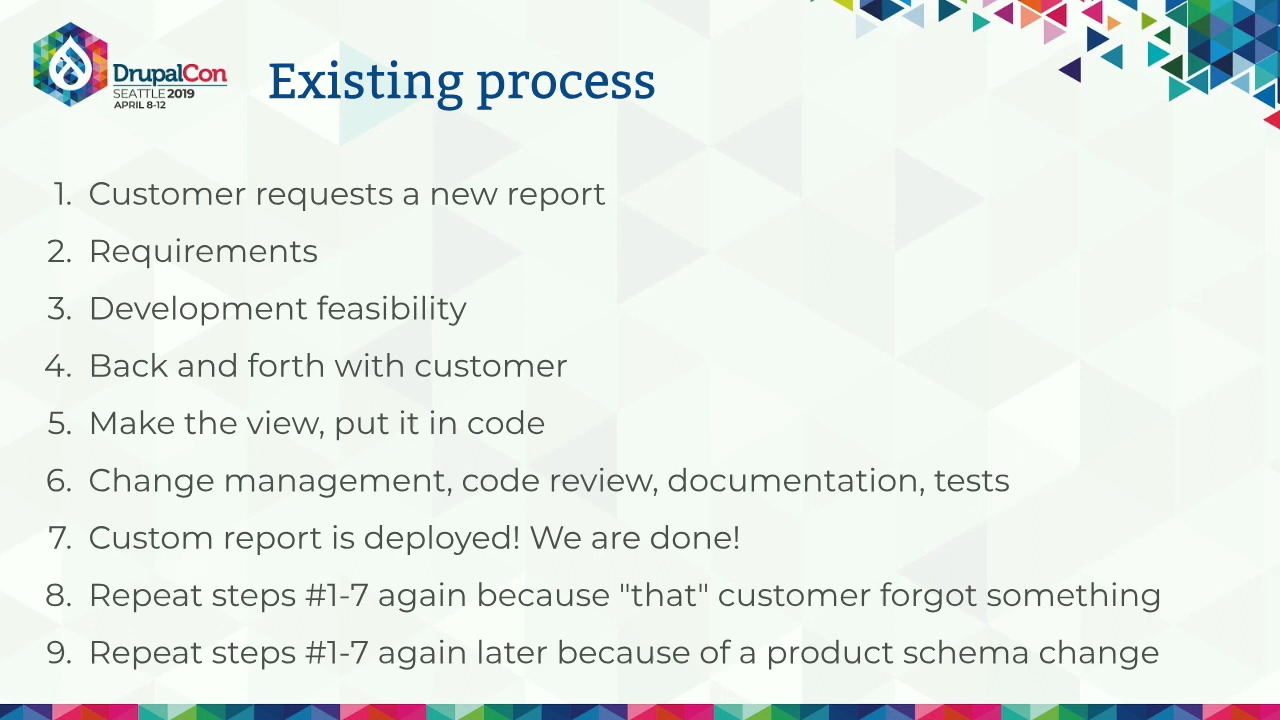 DrupalCon
SEATTLE 2019
APRIL 8-12
Existing process
1. Customer requests a new report
2. Requirements
3. Development feasibility
4. Back and forth with customer
5. Make the view, put it in code
6. Change management, code review, documentation, tests
7. Custom report is deployed! We are done!
8. Repeat steps #1-7 again because "that" customer forgot something
9. Repeat steps #1-7 again later because of a product schema change